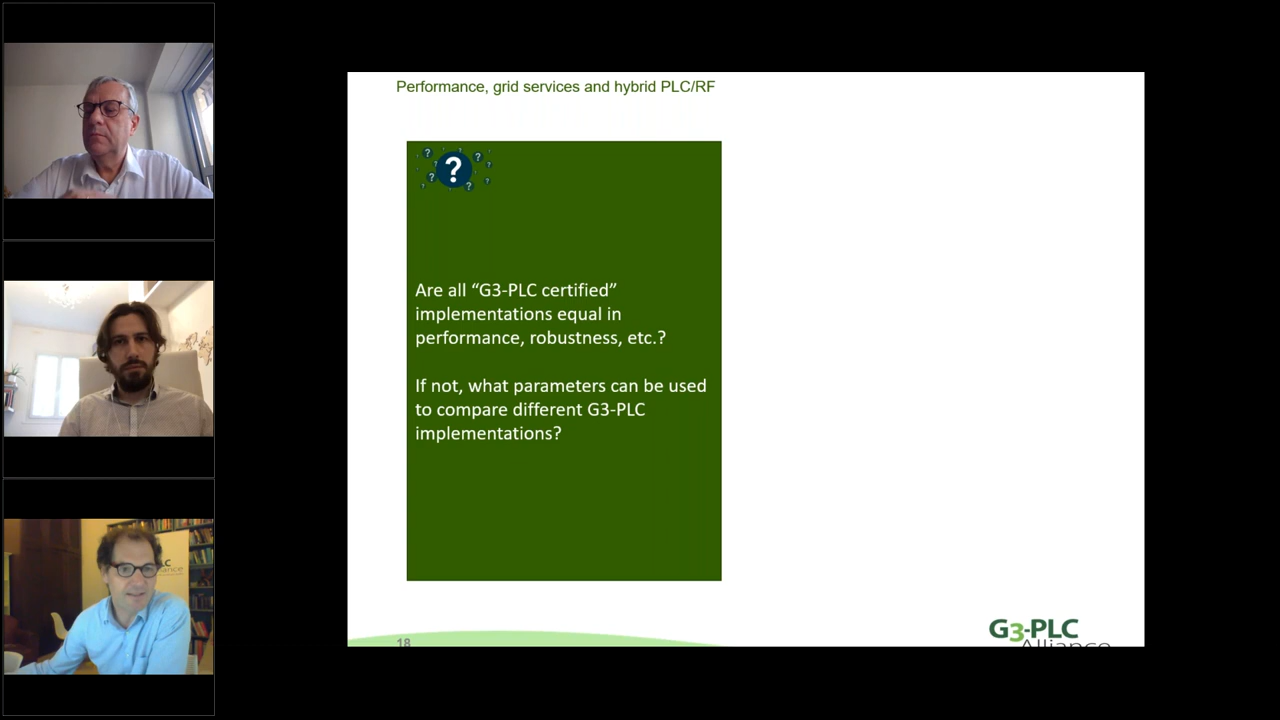 Performance, grid services and hybrid PLC/RF
?
Are all “G3-PLC certified”
implementations equal in
performance, robustness, etc.?
If not, what parameters can be used
to compare different G3-PLC
implementations?
18
G3-PLC
Alliance